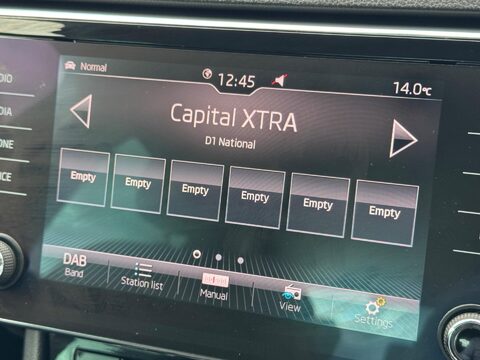 Normal
12:45
14.0°C
Capital XTRA
D1 National
Empty Empty Empty Empty Empty Empty
DAB
Band
Station list
Manual
View
Settings